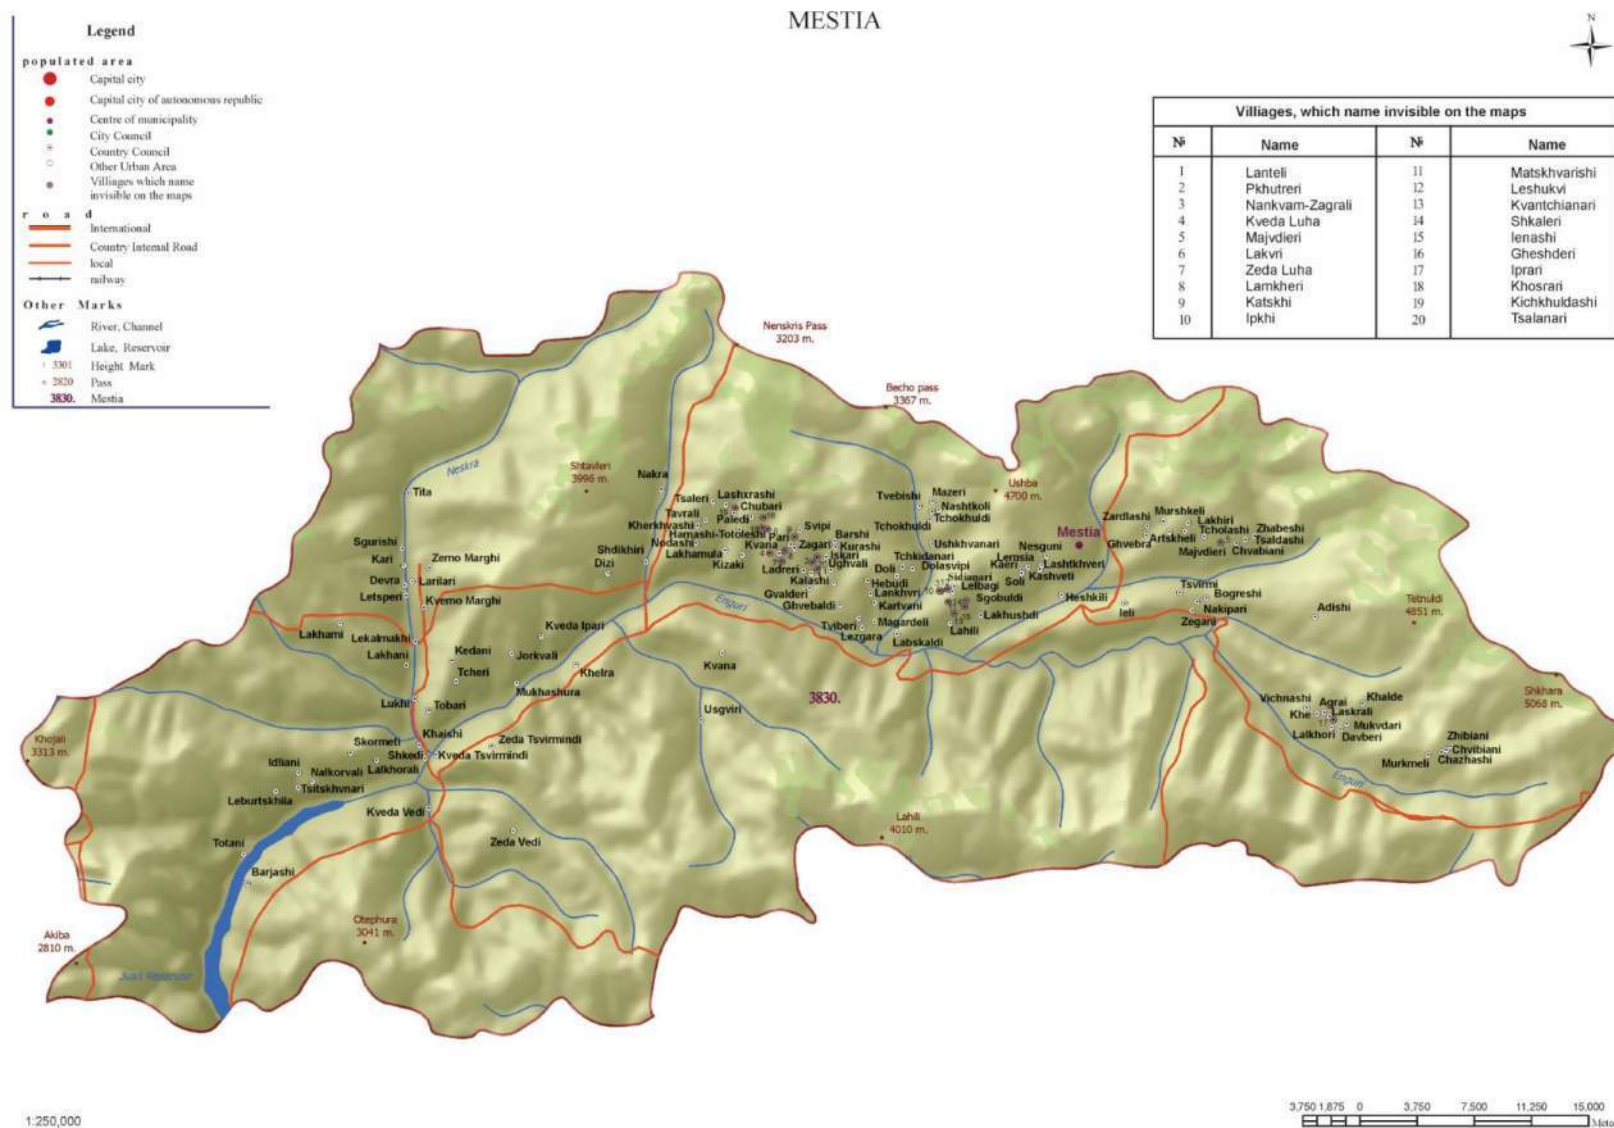 MESTIA
N
Legend
populated area
Capital city
Capital city of autonomous republic
Centre of municipality
City Council
Country Council
Other Urban Area
Villiages which name
invisible on the maps
road
International
Country Internal Road
local
railway
Other Marks
River, Channel
Lake, Reservoir
3301 Height Mark
2820 Pass
3830. Mestia
Villiages, which name invisible on the maps
№ Name № Name
1 Lanteli 11 Matskhvarishi
2 Pkhutreri 12 Leshukvi
3 Nankvam-Zagrali 13 Kvantchianari
4 Kveda Luha 14 Shkaleri
5 Majvdieri 15 Ienashi
6 Lakvri 16 Gheshderi
7 Zeda Luha 17 Iprari
8 Lamkheri 18 Khosrari
9 Katskhi 19 Kichkhuldashi
10 Ipkhi 20 Tsalanari
Nenskris Pass
3203 m.
Becho pass
3367 m.
Shtavleri
3996 m.
Ushba
4700 m.
Tetnuldi
4851 m.
Shkhara
5068 m.
Khojali
3313 m.
Akiba
2810 m.
Otephura
3041 m.
Lahili
4010 m.
3830.
Neskra
Enguri
Enguri
Tita
Nakra
Tsaleri
Lashxrashi
Chubari
Tavrali
Paledi
Kherkhvashi
Hamashi-Totoleshi
Pari
Svipi
Nodashi
Kvana
Zagari
Barshi
Kurashi
Lakhamula
Iskari
Kizaki
Ladreri
Ughvali
Shdikhiri
Dizi
Kalashi
Gvalderi
Ghvebaldi
Tvebishi
Mazeri
Nashtkoli
Tchokhuldi
Tchokhuldi
Ushkhvanari
Tchkidanari
Doli
Dolasvipi
Hebudi
Lankhvri
Kartvani
Magardeli
Tviberi
Lezgara
Labskaldi
Sidianari
Lelbagi
Sgobuldi
Lakhushdi
Lahili
Mestia
Nesguni
Lemsia
Kaeri
Lashtkhveri
Soli
Kashveti
Heshkili
Ieli
Zardlashi
Murshkeli
Lakhiri
Ghvebra
Artskheli
Tcholashi
Zhabeshi
Tsaldashi
Majvdieri
Chvabiani
Tsvirmi
Bogreshi
Nakipari
Zegani
Adishi
Sgurishi
Kari
Zemo Marghi
Devra
Larilari
Letsperi
Kvemo Marghi
Lakhami
Lekalmakhi
Lakhani
Kedani
Tcheri
Jorkvali
Kveda Ipari
Khelra
Mukhashura
Lukhi
Tobari
Kvana
Usgviri
Khaishi
Zeda Tsvirmindi
Kveda Tsvirmindi
Skormeti
Shkedi
Lalkhorali
Idliani
Nalkorvali
Tsitskhvnari
Leburtskhila
Kveda Vedi
Zeda Vedi
Totani
Barjashi
Vichnashi
Agrai
Khalde
Khe
Laskrali
Mukvdari
Lalkhori
Davberi
Zhibiani
Chvibiani
Murkmeli
Chazhashi
1:250,000
3,750 1,875 0 3,750 7,500 11,250 15,000